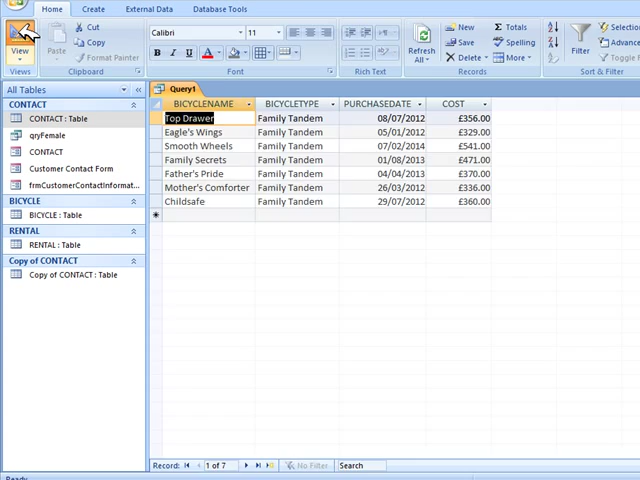 Home Create External Data Database Tools
View
Views
Paste
Cut
Copy
Format Painter
Clipboard
Calibri 11
B I U A
Font
Rich Text
Refresh
All
New
Save
Delete
Totals
Spelling
More
Records
Filter
Selection
Advanced
Toggle F
Sort & Filter
All Tables
CONTACT
CONTACT : Table
qryFemale
CONTACT
Customer Contact Form
frmCustomerContactInformat...
BICYCLE
BICYCLE : Table
RENTAL
RENTAL : Table
Copy of CONTACT
Copy of CONTACT : Table
Query1
BICYCLENAME BICYCLETYPE PURCHASEDATE COST
Top Drawer Family Tandem 08/07/2012 £356.00
Eagle's Wings Family Tandem 05/01/2012 £329.00
Smooth Wheels Family Tandem 07/02/2014 £541.00
Family Secrets Family Tandem 01/08/2013 £471.00
Father's Pride Family Tandem 04/04/2013 £370.00
Mother's Comforter Family Tandem 26/03/2012 £336.00
Childsafe Family Tandem 29/07/2012 £360.00
Record: 1 of 7 No Filter Search
Ready